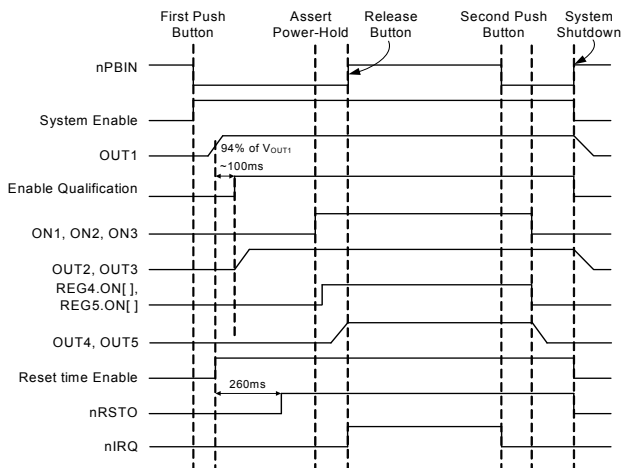 First Push
Button
Assert
Power-Hold
Release
Button
Second Push
Button
System
Shutdown
nPBIN
System Enable
OUT1
94% of VOUT1
~100ms
Enable Qualification
ON1, ON2, ON3
OUT2, OUT3
REG4.ON[ ],
REG5.ON[ ]
OUT4, OUT5
Reset time Enable
260ms
nRSTO
nIRQ